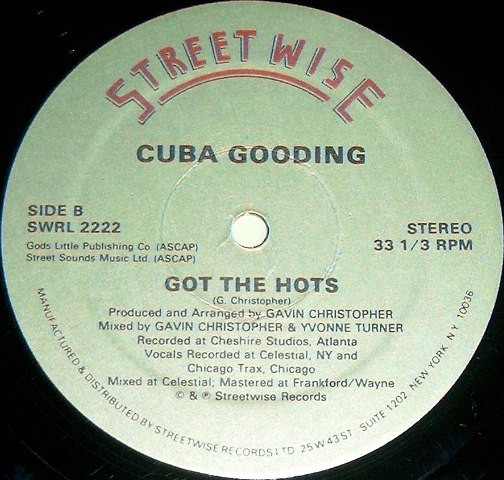 STREETWISE
CUBA GOODING
SIDE B
SWRL 2222
Gods Little Publishing Co (ASCAP)
Street Sounds Music Ltd. (ASCAP)
STEREO
33 1/3 RPM
GOT THE HOTS
(G. Christopher)
Produced and Arranged by GAVIN CHRISTOPHER
Mixed by GAVIN CHRISTOPHER & YVONNE TURNER
Recorded at Cheshire Studios, Atlanta
Vocals Recorded at Celestial, NY and
Chicago Trax, Chicago
Mixed at Celestial; Mastered at Frankford/Wayne
© & ℗ Streetwise Records
MANUFACTURED & DISTRIBUTED BY STREETWISE RECORDS LTD. 25 W 43 ST SUITE 1202 NEW YORK, NY 10036